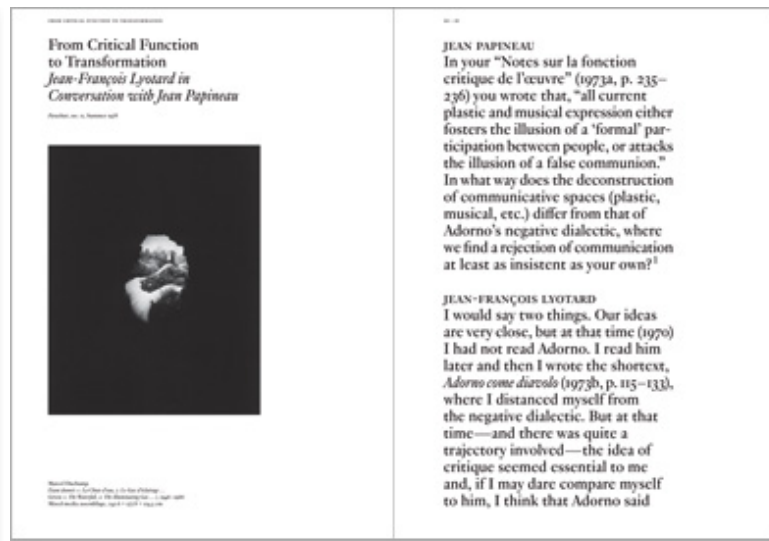 FROM CRITICAL FUNCTION TO TRANSFORMATION
From Critical Function
to Transformation
Jean-François Lyotard in
Conversation with Jean Papineau
Marcel Duchamp
JEAN PAPINEAU
In your “Notes sur la fonction
critique de l’œuvre” (1973a, p. 235–
236) you wrote that, “all current
plastic and musical expression either
fosters the illusion of a ‘formal’ par-
ticipation between people, or attacks
the illusion of a false communion.”
In what way does the deconstruction
of communicative spaces (plastic,
musical, etc.) differ from that of
Adorno’s negative dialectic, where
we find a rejection of communication
at least as insistent as your own?1
JEAN-FRANÇOIS LYOTARD
I would say two things. Our ideas
are very close, but at that time (1970)
I had not read Adorno. I read him
later and then I wrote the shortext,
Adorno come diavolo (1973b, p. 115–133),
where I distanced myself from
the negative dialectic. But at that
time—and there was quite a
trajectory involved—the idea of
critique seemed essential to me
and, if I may dare compare myself
to him, I think that Adorno said